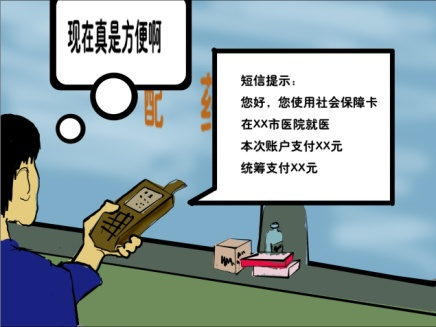 现在真是方便啊
短信提示：
您好，您使用社会保障卡
在XX市医院就医
本次账户支付XX元
统筹支付XX元
配